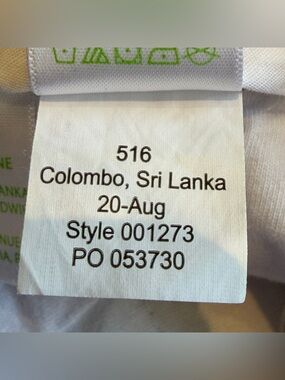 516
Colombo, Sri Lanka
20-Aug
Style 001273
PO 053730